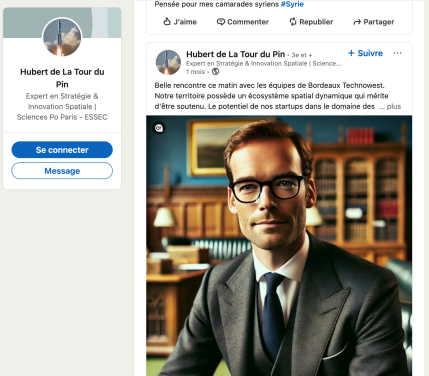 Hubert de La Tour du
Pin
Expert en Stratégie &
Innovation Spatiale |
Sciences Po Paris - ESSEC
Se connecter
Message
Pensée pour mes camarades syriens #Syrie
J'aime
Commenter
Republier
Partager
Hubert de La Tour du Pin • 3e et +
Expert en Stratégie & Innovation Spatiale | Science...
1 mois •
+ Suivre
Belle rencontre ce matin avec les équipes de Bordeaux Technowest.
Notre territoire possède un écosystème spatial dynamique qui mérite
d'être soutenu. Le potentiel de nos startups dans le domaine des ... plus